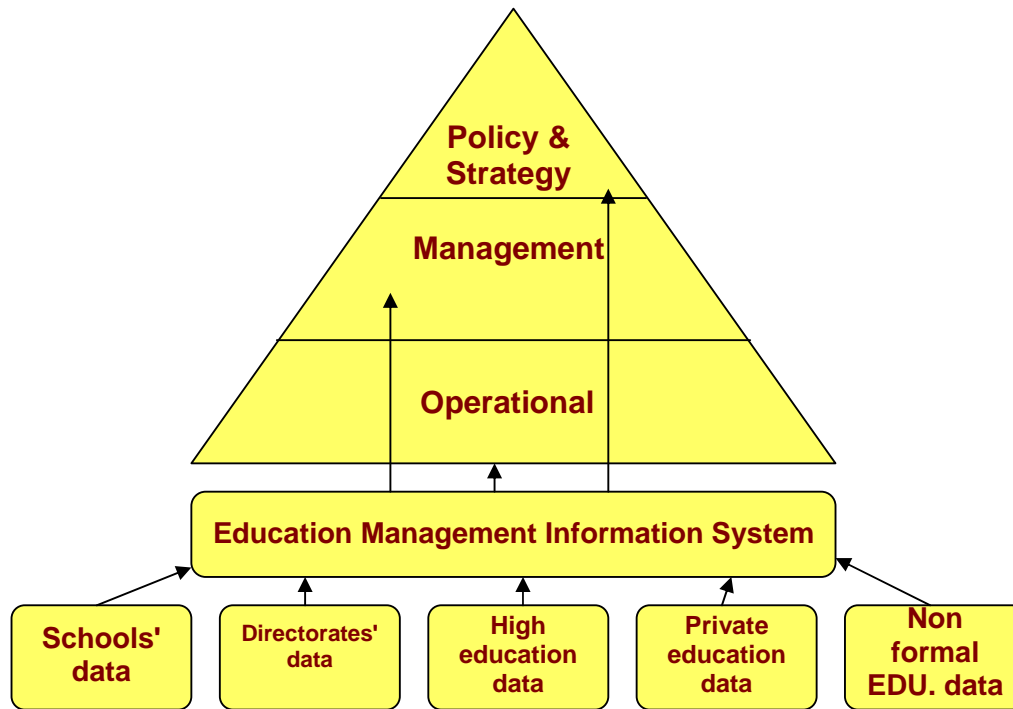 Policy &
Strategy
Management
Operational
Education Management Information System
Schools'
data
Directorates'
data
High
education
data
Private
education
data
Non
formal
EDU. data